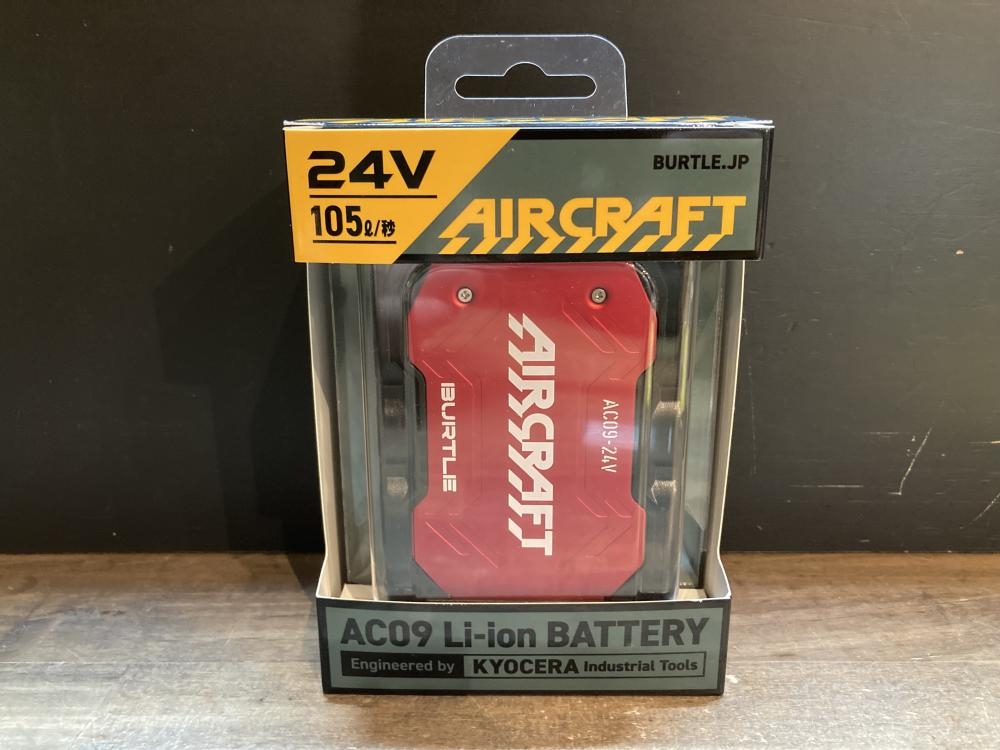 24V
105ℓ/秒
BURTLE.JP
AIRCRAFT
AIRCRAFT
BURTLE
AC09-24V
AC09 Li-ion BATTERY
Engineered by KYOCERA Industrial Tools